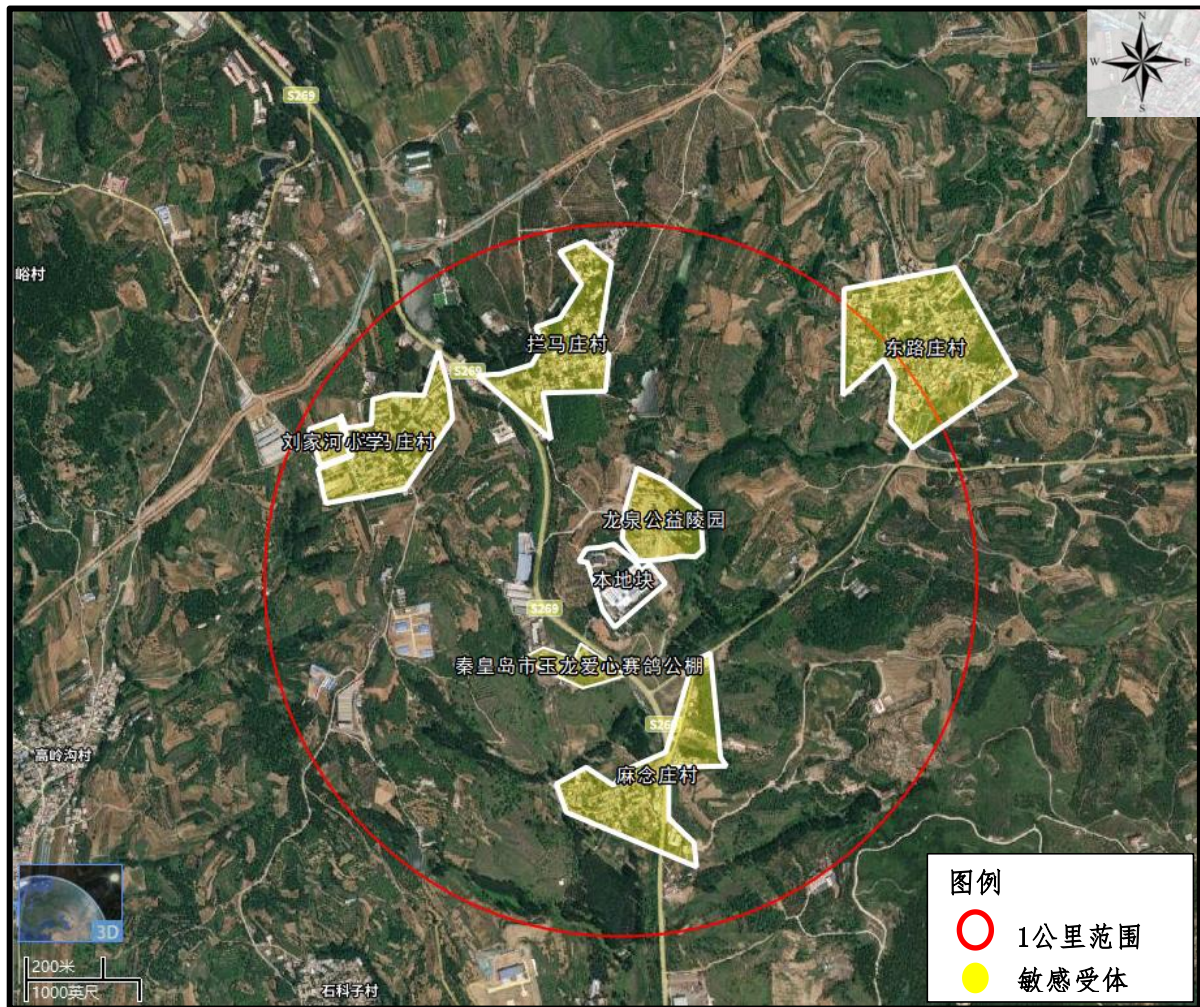 N
W
E
S
S269
峪村
拦马庄村
东路庄村
S269
刘家河小学
马庄村
龙泉公益陵园
本地块
S269
秦皇岛市玉龙爱心赛鸽公棚
S26
高岭沟村
麻念庄村
图例
1公里范围
敏感受体
3D
200米
1000英尺
石科子村